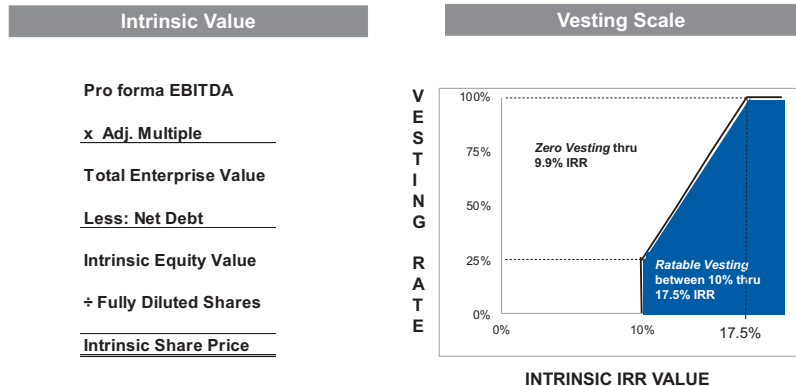 Intrinsic Value
Pro forma EBITDA
x Adj. Multiple
Total Enterprise Value
Less: Net Debt
Intrinsic Equity Value
÷ Fully Diluted Shares
Intrinsic Share Price
Vesting Scale
VESTING RATE
100%
75%
50%
25%
0%
Zero Vesting thru
9.9% IRR
Ratable Vesting
between 10% thru
17.5% IRR
0%
10%
17.5%
INTRINSIC IRR VALUE